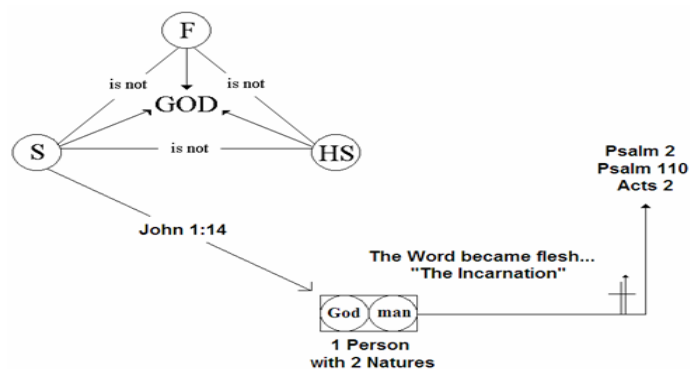 F
is not
is not
GOD
S
is not
HS
Psalm 2
Psalm 110
Acts 2
John 1:14
The Word became flesh...
"The Incarnation"
God
man
1 Person
with 2 Natures